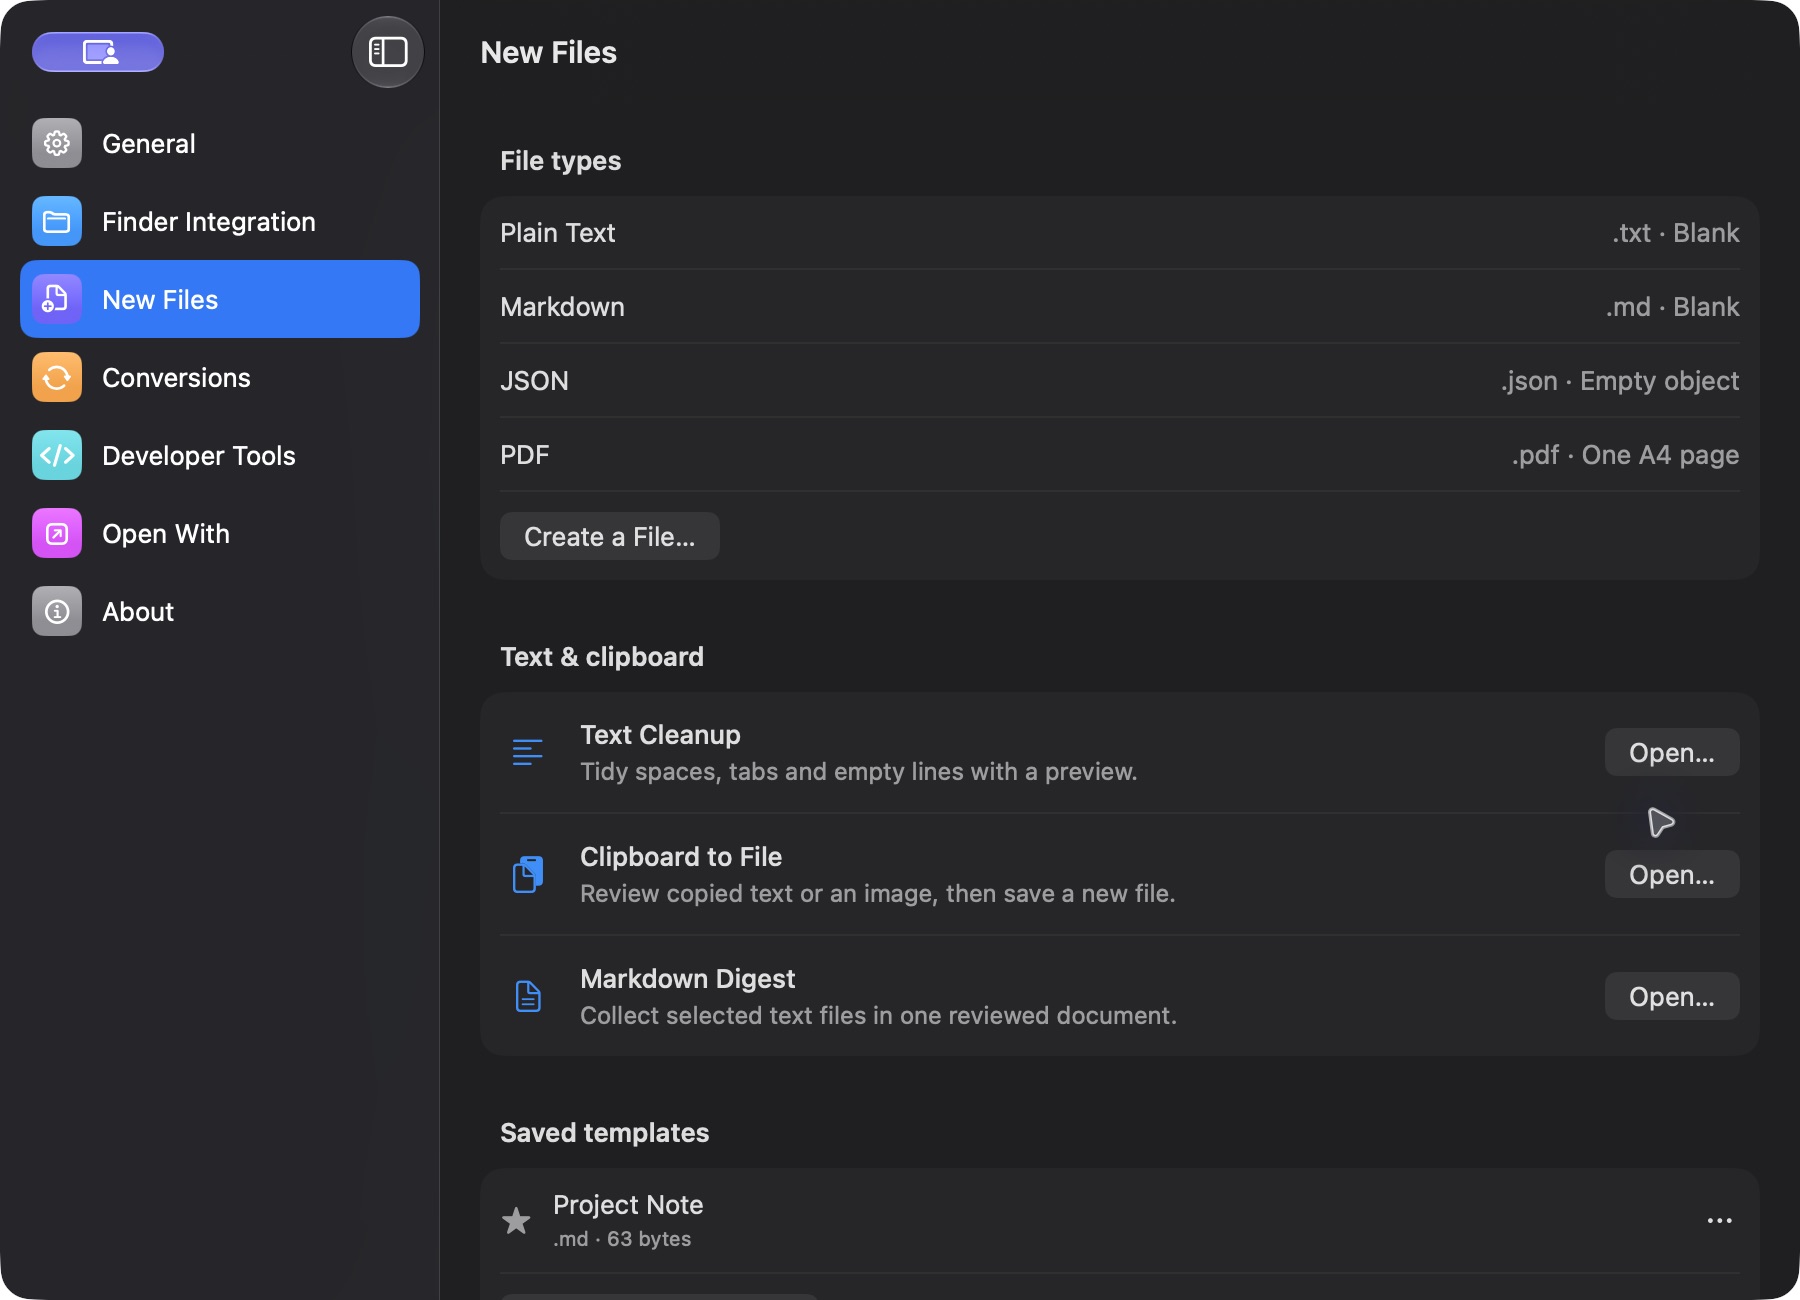 New Files
General
Finder Integration
New Files
Conversions
Developer Tools
Open With
About
File types
Plain Text .txt · Blank
Markdown .md · Blank
JSON .json · Empty object
PDF .pdf · One A4 page
Create a File...
Text & clipboard
Text Cleanup
Tidy spaces, tabs and empty lines with a preview.
Open...
Clipboard to File
Review copied text or an image, then save a new file.
Open...
Markdown Digest
Collect selected text files in one reviewed document.
Open...
Saved templates
Project Note
.md · 63 bytes